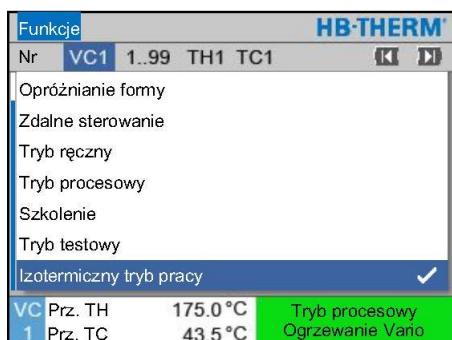 Funkcje HB-THERM
Nr VC1 1..99 TH1 TC1
Opróżnianie formy
Zdalne sterowanie
Tryb ręczny
Tryb procesowy
Szkolenie
Tryb testowy
Izotermiczny tryb pracy
VC Prz. TH 175.0 °C Tryb procesowy
1 Prz. TC 43.5 °C Ogrzewanie Vario